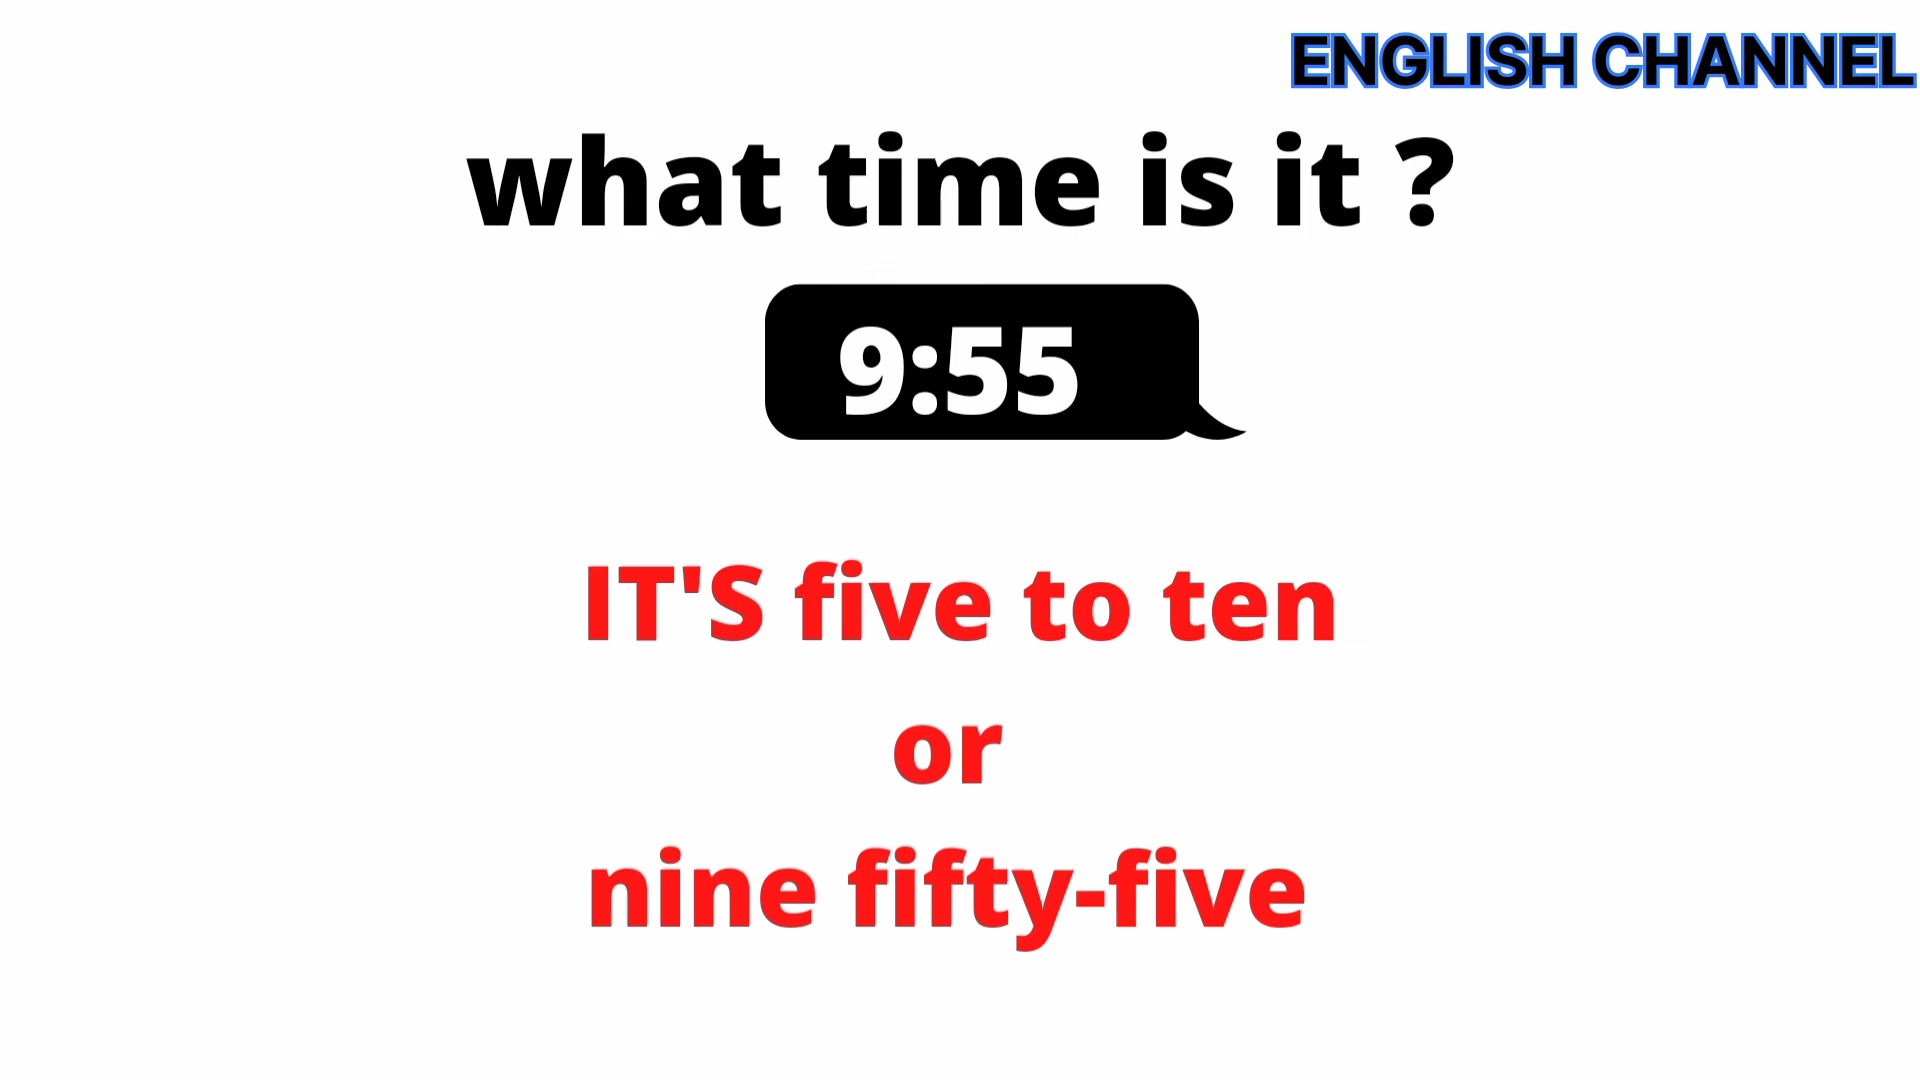 ENGLISH CHANNEL
what time is it ?
9:55
IT'S five to ten
or
nine fifty-five